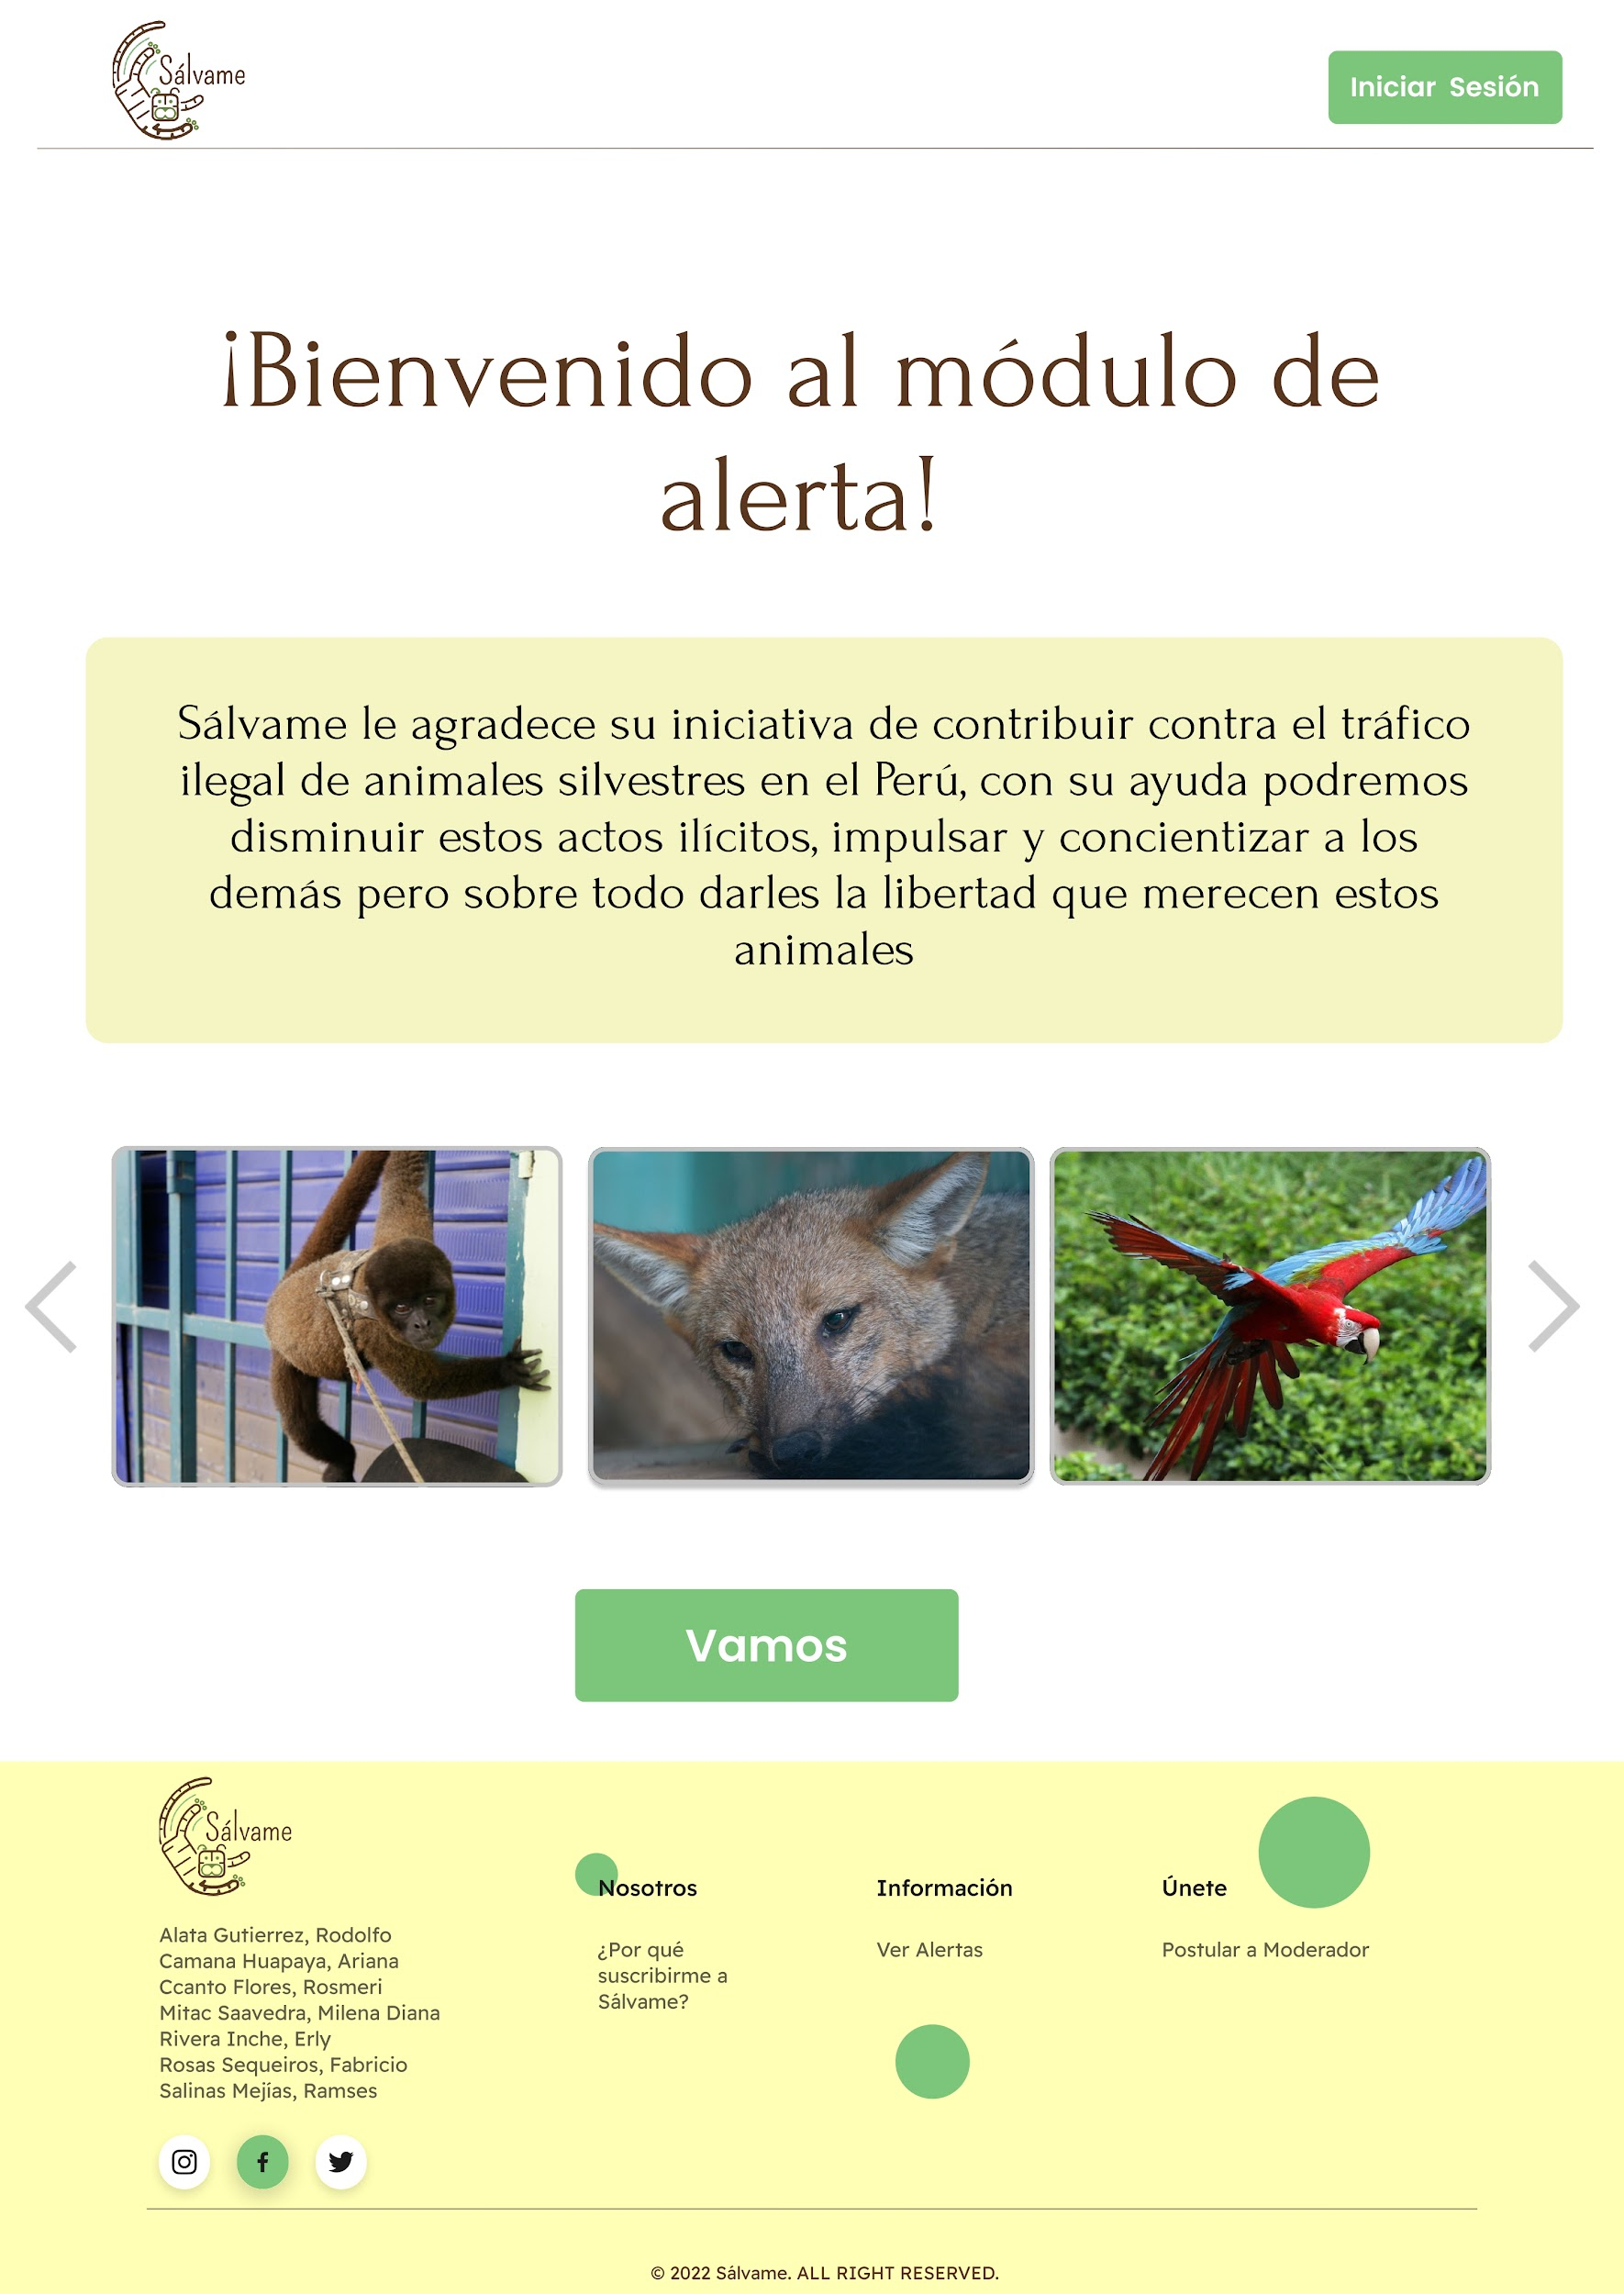 Sálvame
Iniciar Sesión
¡Bienvenido al módulo de
alerta!
Sálvame le agradece su iniciativa de contribuir contra el tráfico
ilegal de animales silvestres en el Perú, con su ayuda podremos
disminuir estos actos ilícitos, impulsar y concientizar a los
demás pero sobre todo darles la libertad que merecen estos
animales
Vamos
Sálvame
Alata Gutierrez, Rodolfo
Camana Huapaya, Ariana
Ccanto Flores, Rosmeri
Mitac Saavedra, Milena Diana
Rivera Inche, Erly
Rosas Sequeiros, Fabricio
Salinas Mejías, Ramses
Nosotros
¿Por qué
suscribirme a
Sálvame?
Información
Ver Alertas
Únete
Postular a Moderador
© 2022 Sálvame. ALL RIGHT RESERVED.